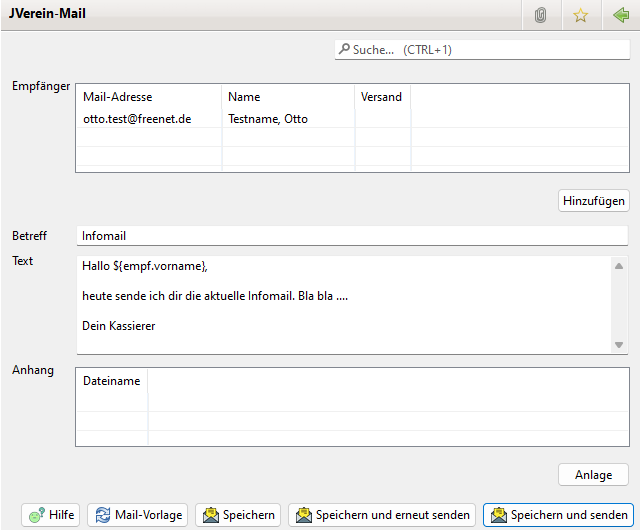 JVerein-Mail
Suche... (CTRL+1)
Empfänger
Mail-Adresse Name Versand
otto.test@freenet.de Testname, Otto
Hinzufügen
Betreff Infomail
Text Hallo ${empf.vorname},
heute sende ich dir die aktuelle Infomail. Bla bla ....
Dein Kassierer
Anhang
Dateiname
Anlage
Hilfe Mail-Vorlage Speichern Speichern und erneut senden Speichern und senden